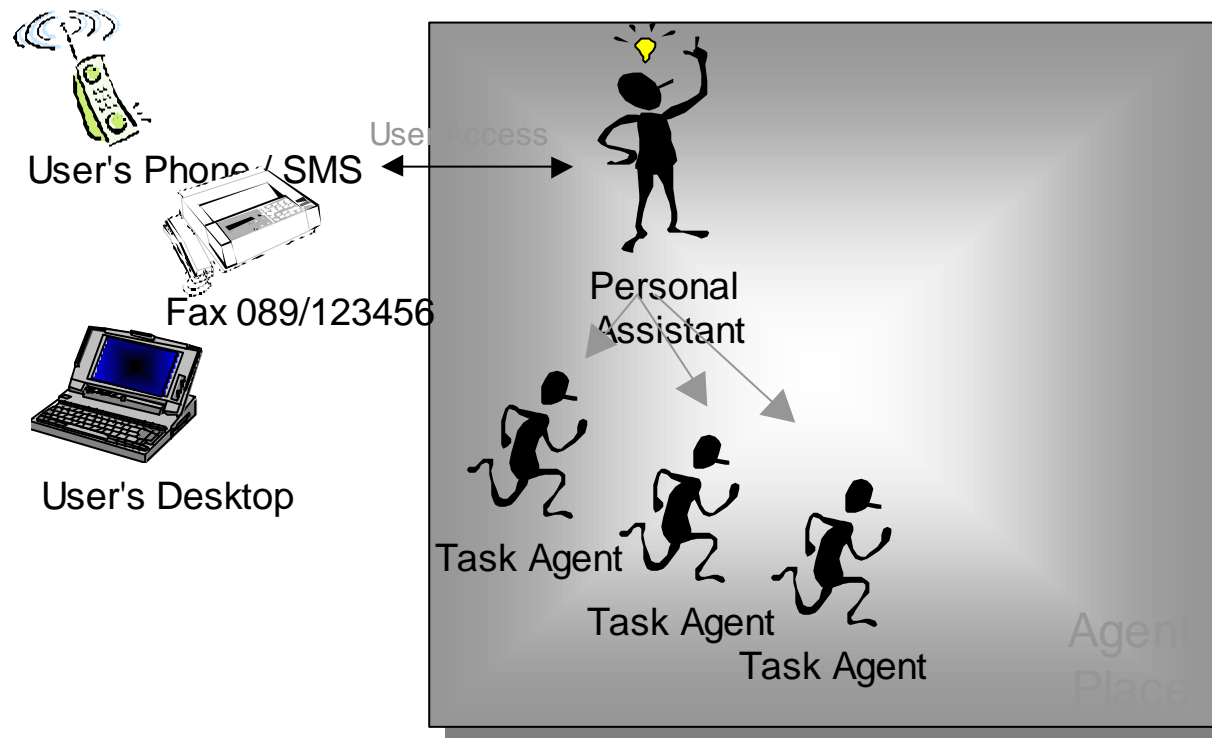 User Access
User's Phone / SMS
Fax 089/123456
User's Desktop
Personal
Assistant
Task Agent
Task Agent
Task Agent
Agent
Place